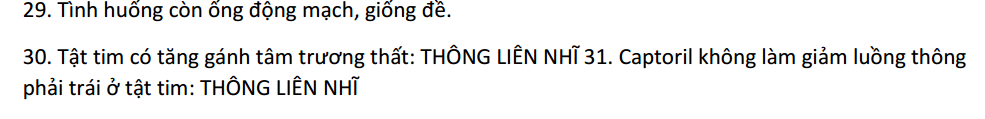 29. Tình huống còn ống động mạch, giống đề.
30. Tật tim có tăng gánh tâm trương thất: THÔNG LIÊN NHĨ 31. Captoril không làm giảm luồng thông
phải trái ở tật tim: THÔNG LIÊN NHĨ